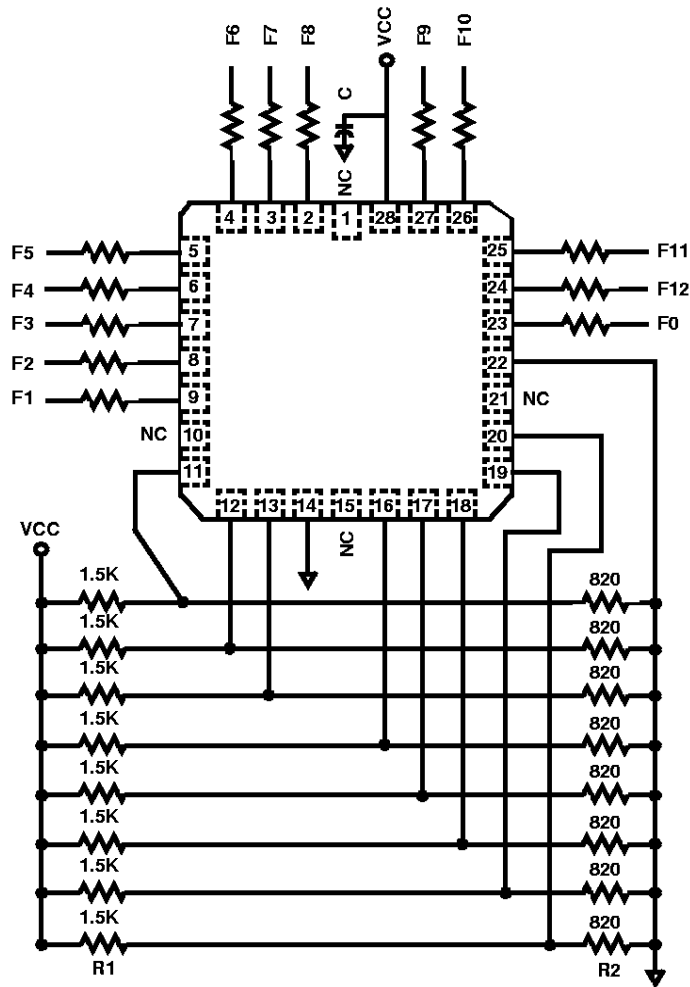 F6 F7 F8 VCC F9 F10
C
NC
4 3 2 1 28 27 26
F5 5 25 F11
F4 6 24 F12
F3 7 23 F0
F2 8 22
F1 9 21 NC
NC 10 20
11 19
12 13 14 15 16 17 18
VCC NC
1.5K 820
1.5K 820
1.5K 820
1.5K 820
1.5K 820
1.5K 820
1.5K 820
1.5K 820
R1 R2